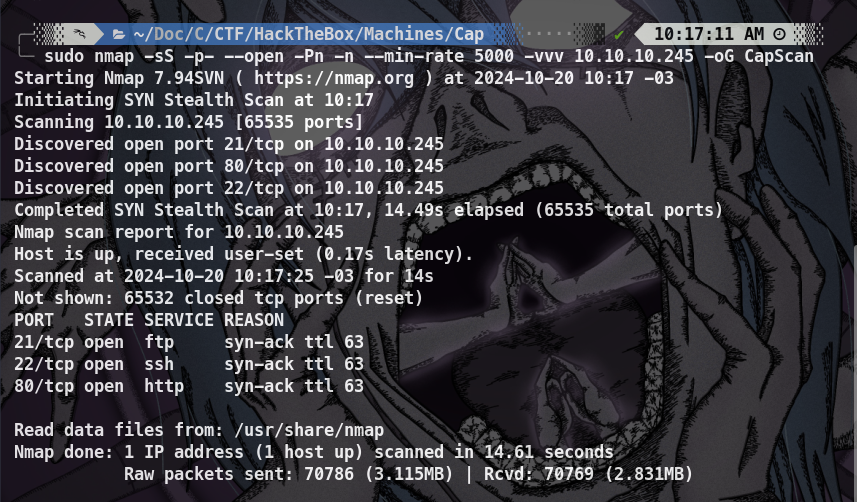 ~/Doc/C/CTF/HackTheBox/Machines/Cap ..... ✔ 10:17:11 AM
sudo nmap -sS -p- --open -Pn -n --min-rate 5000 -vvv 10.10.10.245 -oG CapScan
Starting Nmap 7.94SVN ( https://nmap.org ) at 2024-10-20 10:17 -03
Initiating SYN Stealth Scan at 10:17
Scanning 10.10.10.245 [65535 ports]
Discovered open port 21/tcp on 10.10.10.245
Discovered open port 80/tcp on 10.10.10.245
Discovered open port 22/tcp on 10.10.10.245
Completed SYN Stealth Scan at 10:17, 14.49s elapsed (65535 total ports)
Nmap scan report for 10.10.10.245
Host is up, received user-set (0.17s latency).
Scanned at 2024-10-20 10:17:25 -03 for 14s
Not shown: 65532 closed tcp ports (reset)
PORT   STATE SERVICE REASON
21/tcp open  ftp     syn-ack ttl 63
22/tcp open  ssh     syn-ack ttl 63
80/tcp open  http    syn-ack ttl 63
Read data files from: /usr/share/nmap
Nmap done: 1 IP address (1 host up) scanned in 14.61 seconds
Raw packets sent: 70786 (3.115MB) | Rcvd: 70769 (2.831MB)